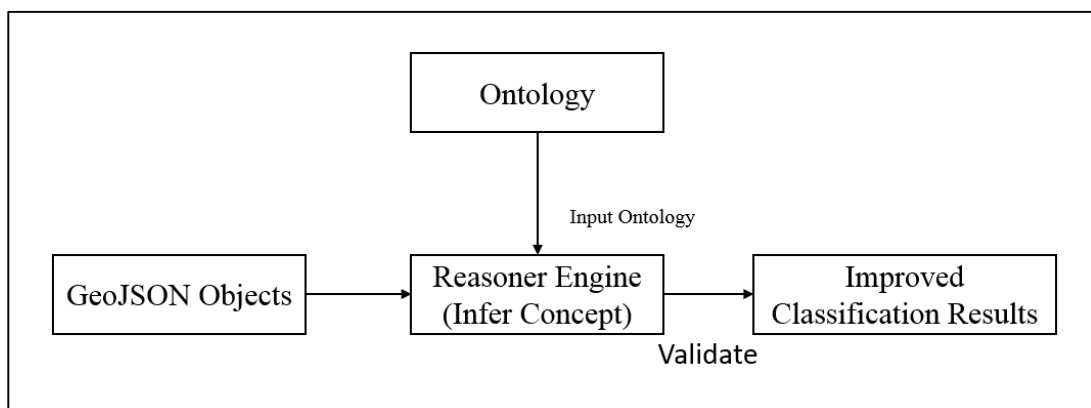 Ontology
Input Ontology
GeoJSON Objects
Reasoner Engine
(Infer Concept)
Improved
Classification Results
Validate